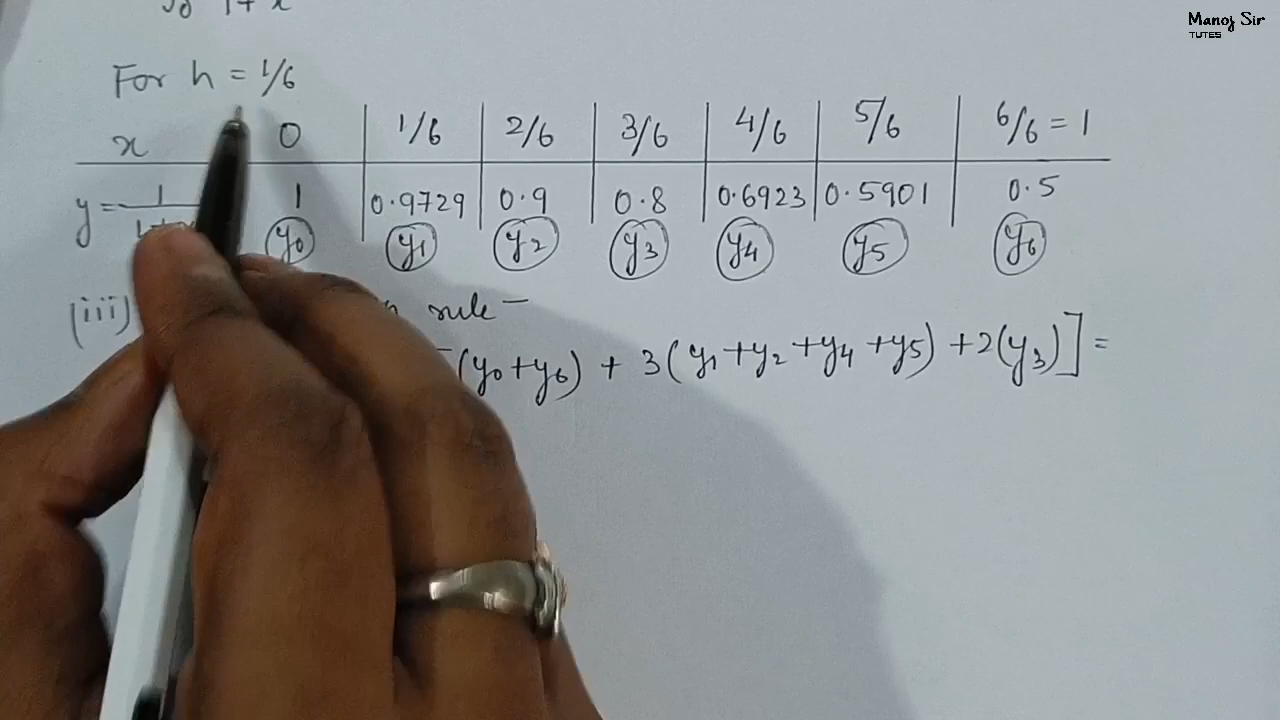 Manoj Sir
TUTES
1+x
For h = 1/6
x 0 1/6 2/6 3/6 4/6 5/6 6/6 = 1
y = 1 1 0.9729 0.9 0.8 0.6923 0.5901 0.5
y0 y1 y2 y3 y4 y5 y6
(iii) rule –
(y0+y6) + 3(y1+y2+y4+y5) + 2(y3)] =